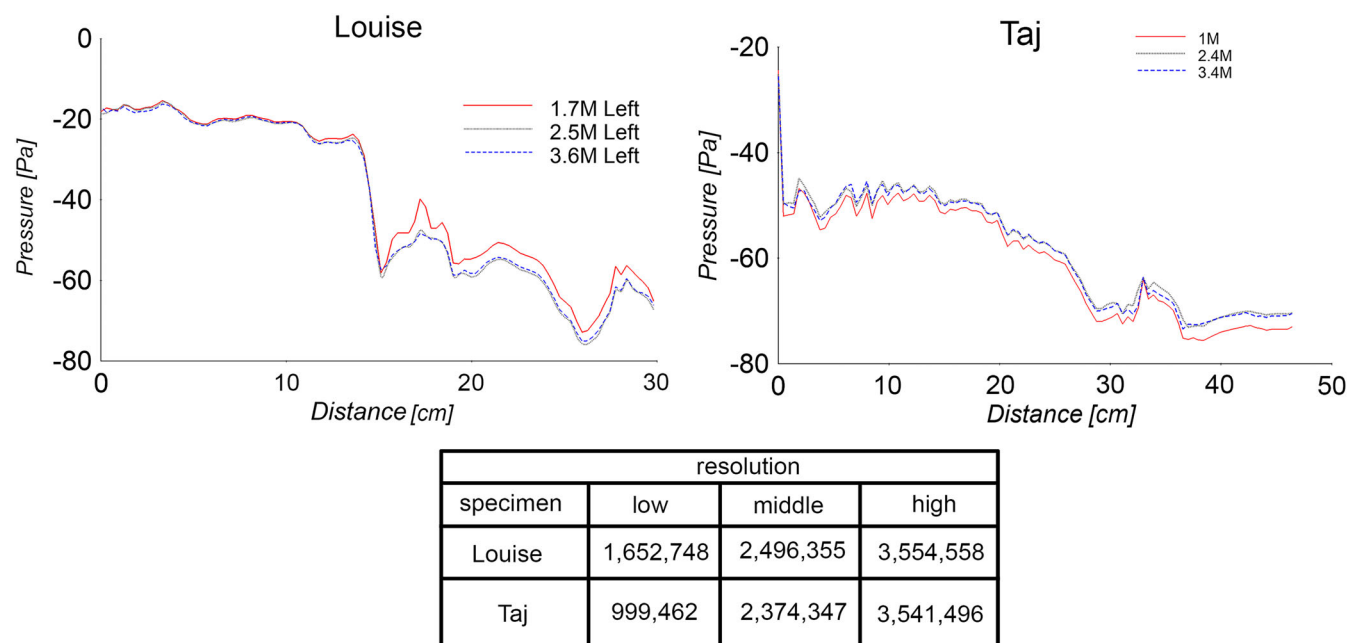 Louise
0
-20
-40
-60
-80
Pressure [Pa]
1.7M Left
2.5M Left
3.6M Left
0 10 20 30
Distance [cm]
Taj
-20
-40
-60
-80
Pressure [Pa]
1M
2.4M
3.4M
0 10 20 30 40 50
Distance [cm]
resolution
specimen low middle high
Louise 1,652,748 2,496,355 3,554,558
Taj 999,462 2,374,347 3,541,496